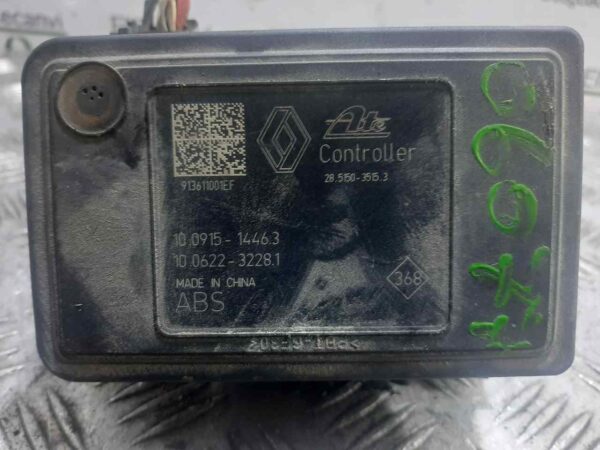 Ate
Controller
28.5150-3515.3
913611001EF
10.0915-1446.3
10.0622-3228.1
MADE IN CHINA
ABS
368